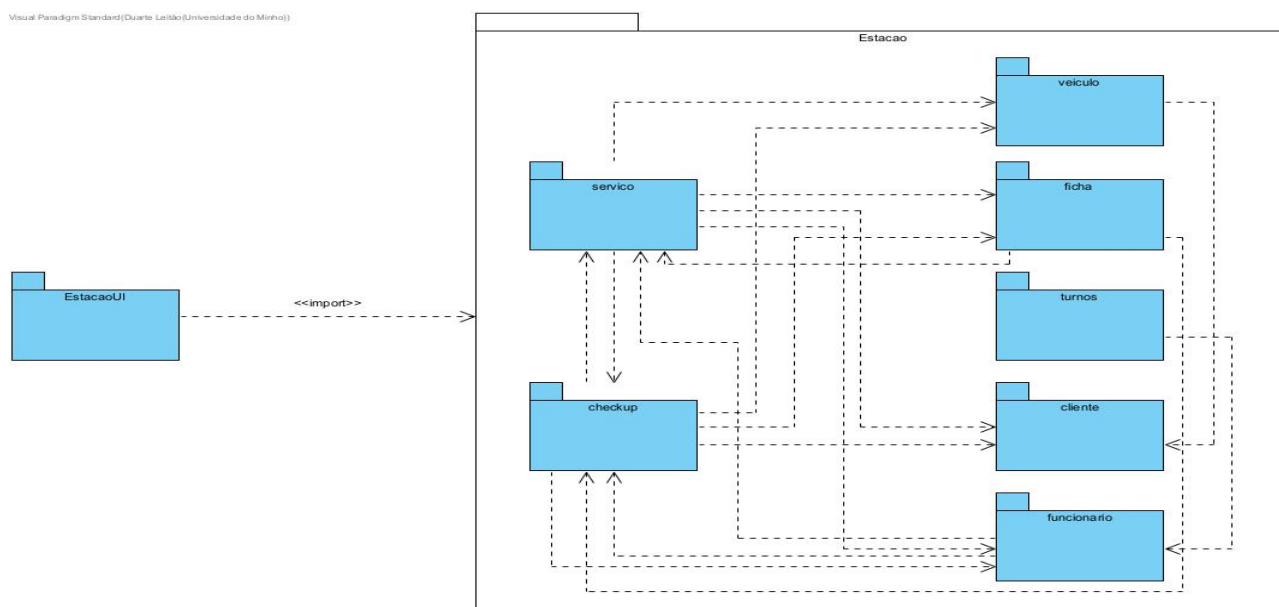 Visual Paradigm Standard(Duarte Leitão(Universidade do Minho))
Estacao
veiculo
servico
ficha
EstacaoUI
<<import>>
turnos
checkup
cliente
funcionario